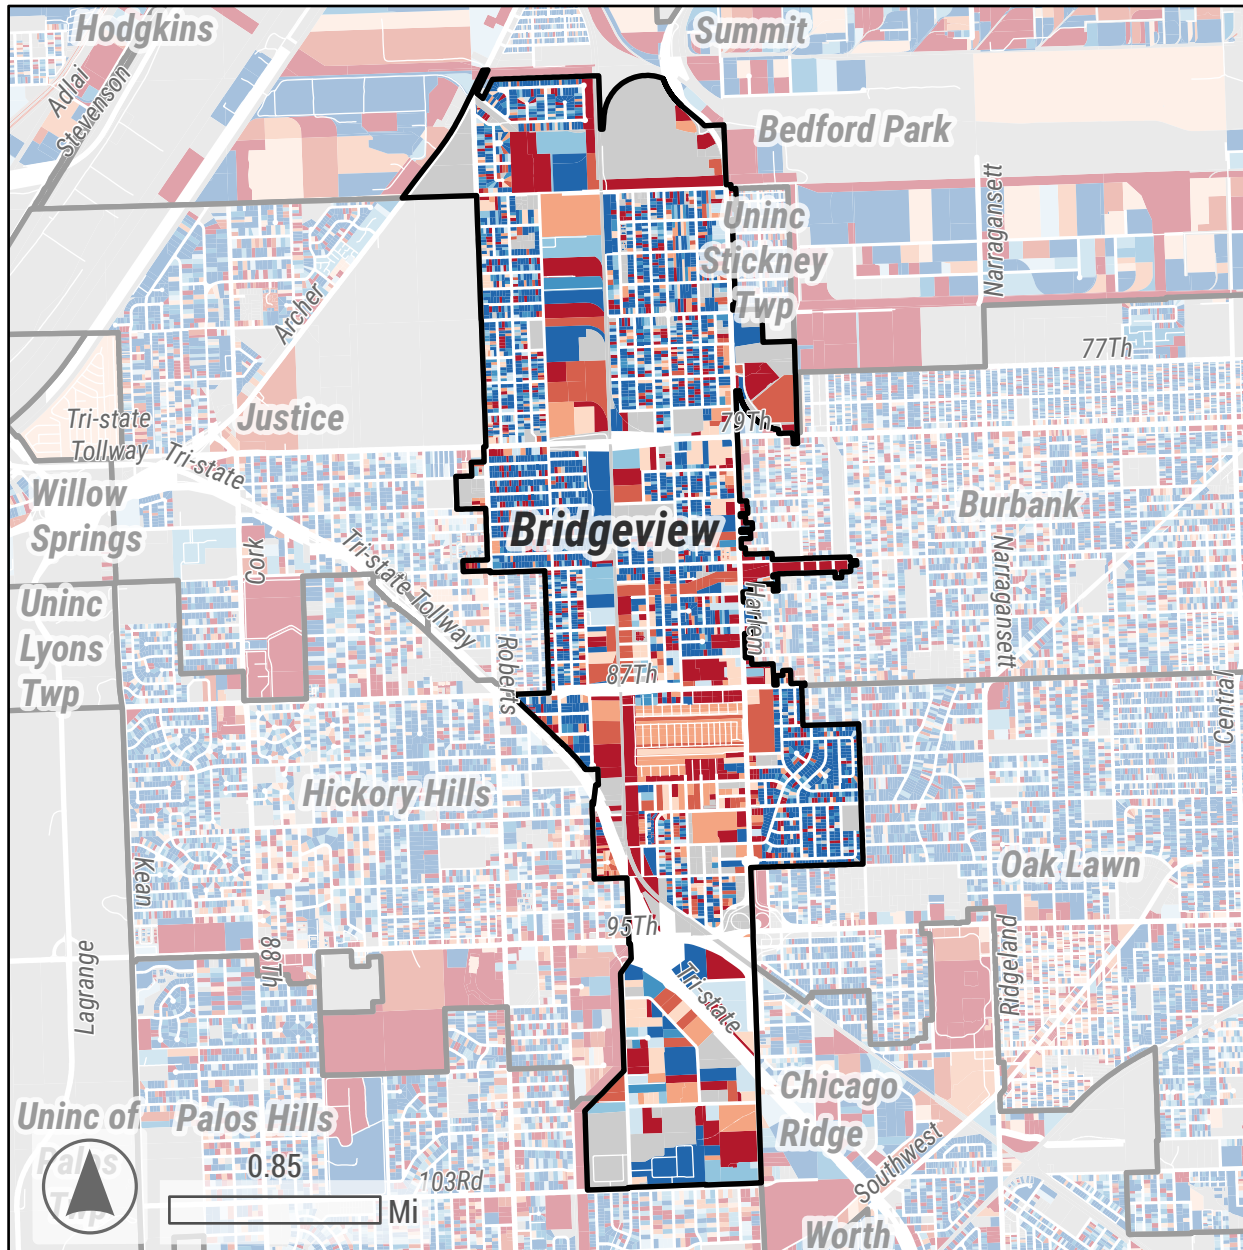 Hodgkins
Summit
Adlai
Stevenson
Bedford Park
Narragansett
Uninc
Stickney
Twp
Archer
77Th
Justice
Tri-state
Tollway
Tri-state
79Th
Willow
Springs
Bridgeview
Burbank
Cork
Tri-state Tollway
Narragansett
Uninc
Lyons
Twp
Harlem
Roberts
87Th
Central
Hickory Hills
Oak Lawn
Kean
95Th
Ridgeland
88Th
Lagrange
Tri-state
Chicago
Ridge
Uninc of
Palos
Twp
Palos Hills
0.85
Mi
103Rd
Southwest
Worth